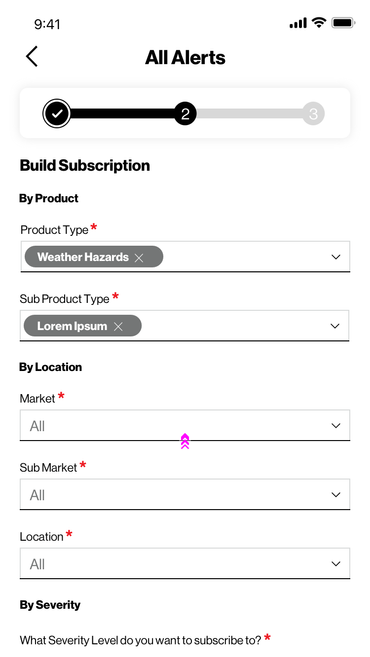 9:41
All Alerts
2
3
Build Subscription
By Product
Product Type *
Weather Hazards
Sub Product Type *
Lorem Ipsum
By Location
Market *
All
Sub Market *
All
Location *
All
By Severity
What Severity Level do you want to subscribe to? *